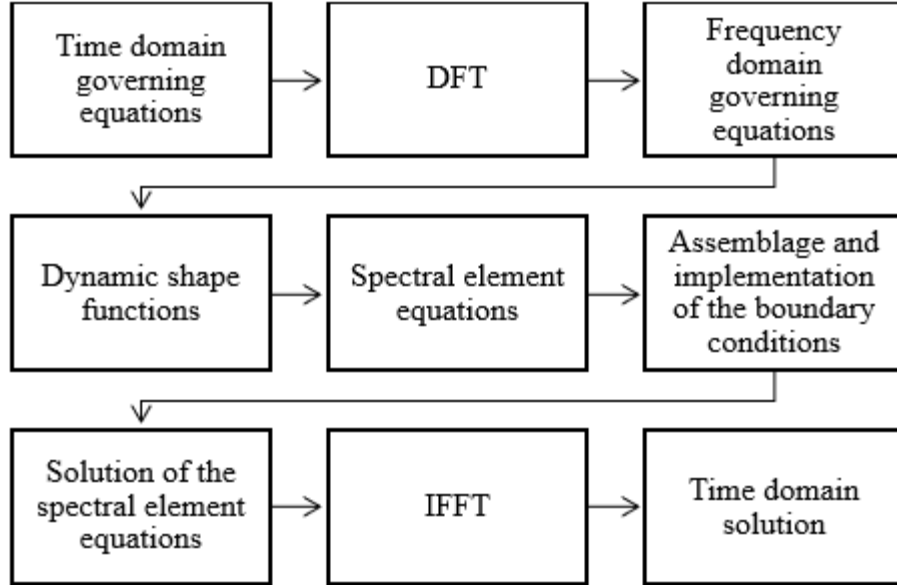 Time domain
governing
equations
DFT
Frequency
domain
governing
equations
Dynamic shape
functions
Spectral element
equations
Assemblage and
implementation
of the boundary
conditions
Solution of the
spectral element
equations
IFFT
Time domain
solution